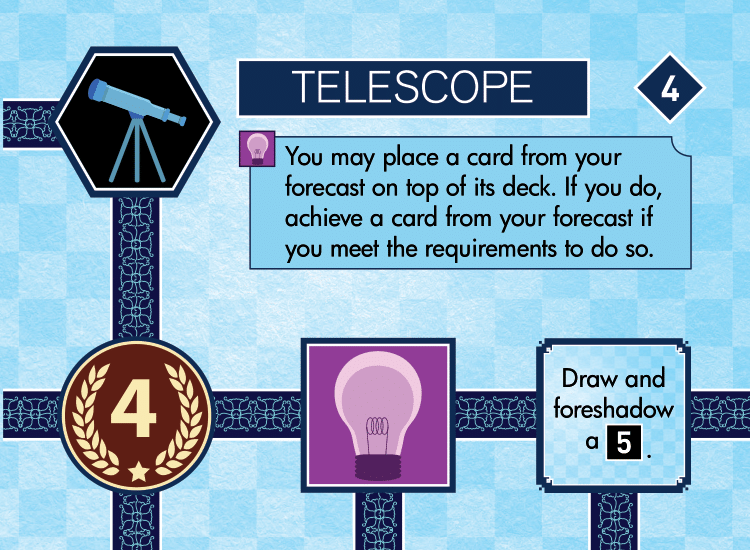 TELESCOPE
4
You may place a card from your
forecast on top of its deck. If you do,
achieve a card from your forecast if
you meet the requirements to do so.
4
Draw and
foreshadow
a 5.